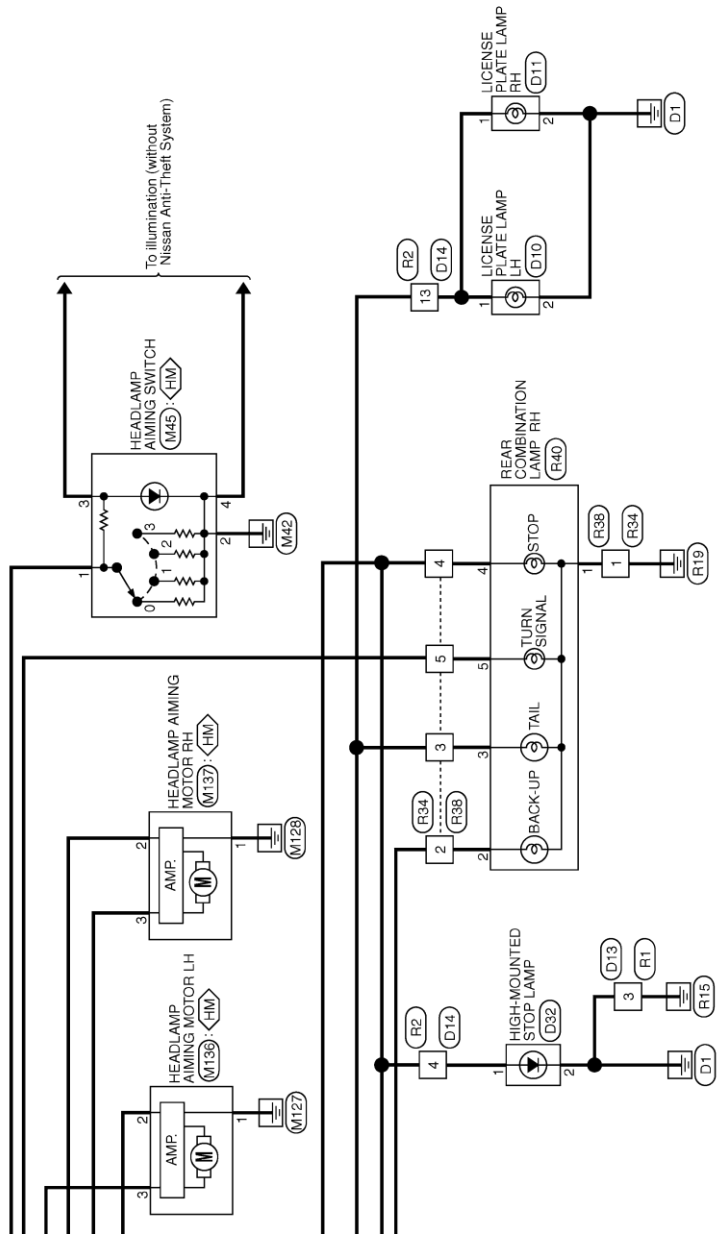 To illumination (without
Nissan Anti-Theft System)
HEADLAMP
AIMING SWITCH
M45 : HM
3
4
1
2
0
1
2
3
M42
HEADLAMP AIMING
MOTOR RH
M137 : HM
AMP.
M
2
3
1
M128
HEADLAMP
AIMING MOTOR LH
M136 : HM
AMP.
M
2
3
1
M127
LICENSE
PLATE LAMP
RH
D11
1
2
D1
R2
13
D14
LICENSE
PLATE LAMP
LH
D10
1
2
REAR
COMBINATION
LAMP RH
R40
4
4
STOP
5
5
TURN
SIGNAL
3
3
TAIL
R34
2
R38
2
BACK-UP
1
R38
1
R34
R19
R2
4
D14
HIGH-MOUNTED
STOP LAMP
D32
1
2
D13
3
R1
R15
D1